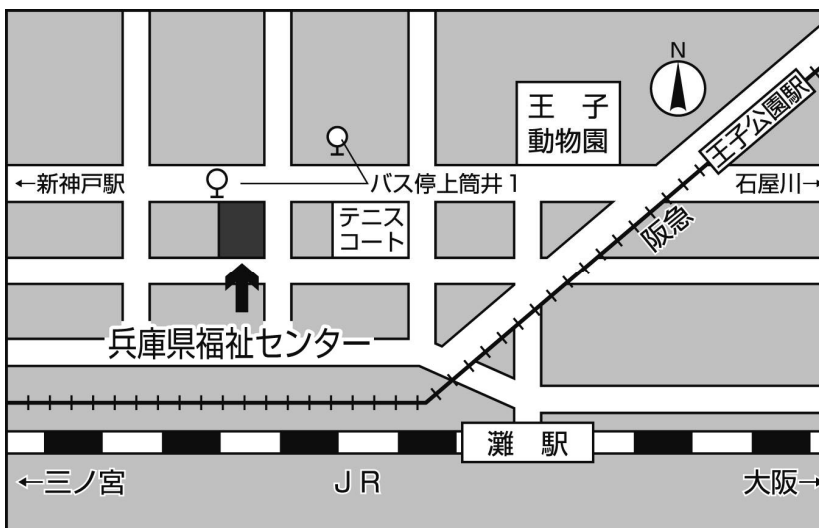 N
王子
動物園
王子公園駅
←新神戸駅
バス停上筒井1
石屋川→
テニス
コート
阪急
兵庫県福祉センター
灘駅
←三ノ宮
JR
大阪→